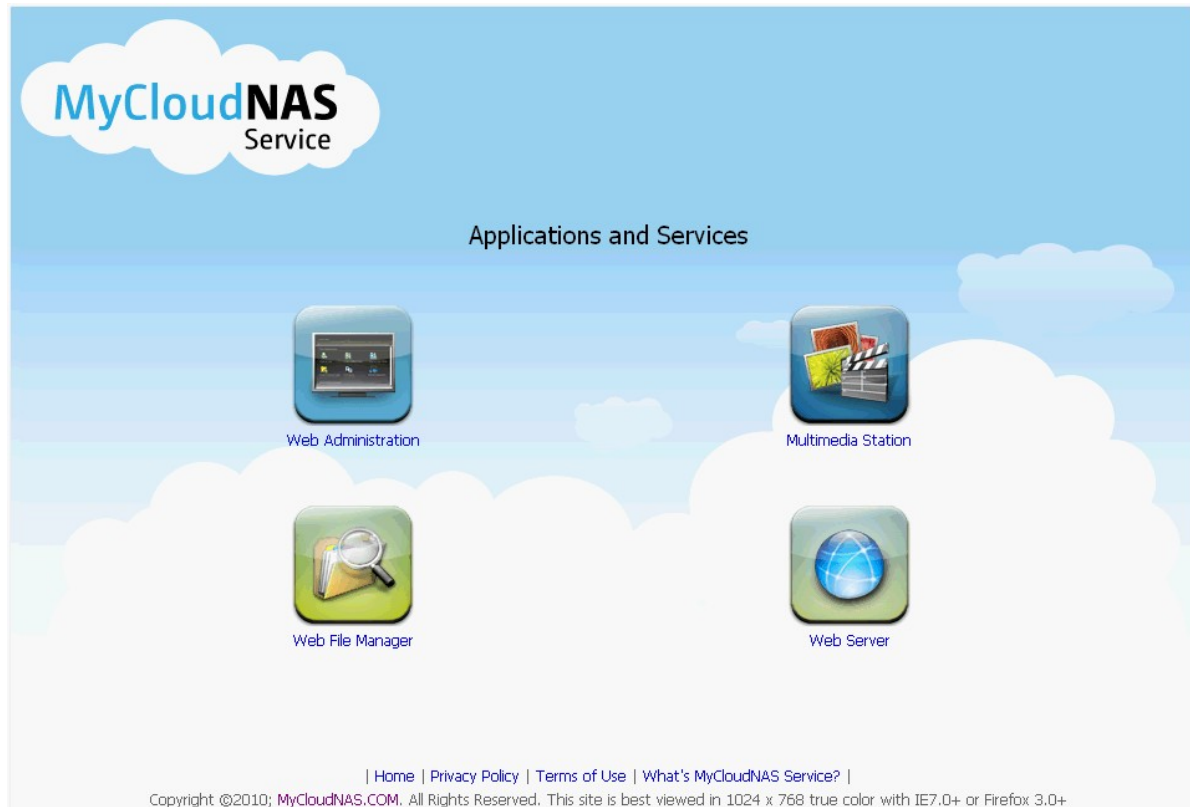 MyCloudNAS
Service
Applications and Services
Web Administration
Multimedia Station
Web File Manager
Web Server
| Home | Privacy Policy | Terms of Use | What's MyCloudNAS Service? |
Copyright ©2010; MyCloudNAS.COM. All Rights Reserved. This site is best viewed in 1024 x 768 true color with IE7.0+ or Firefox 3.0+